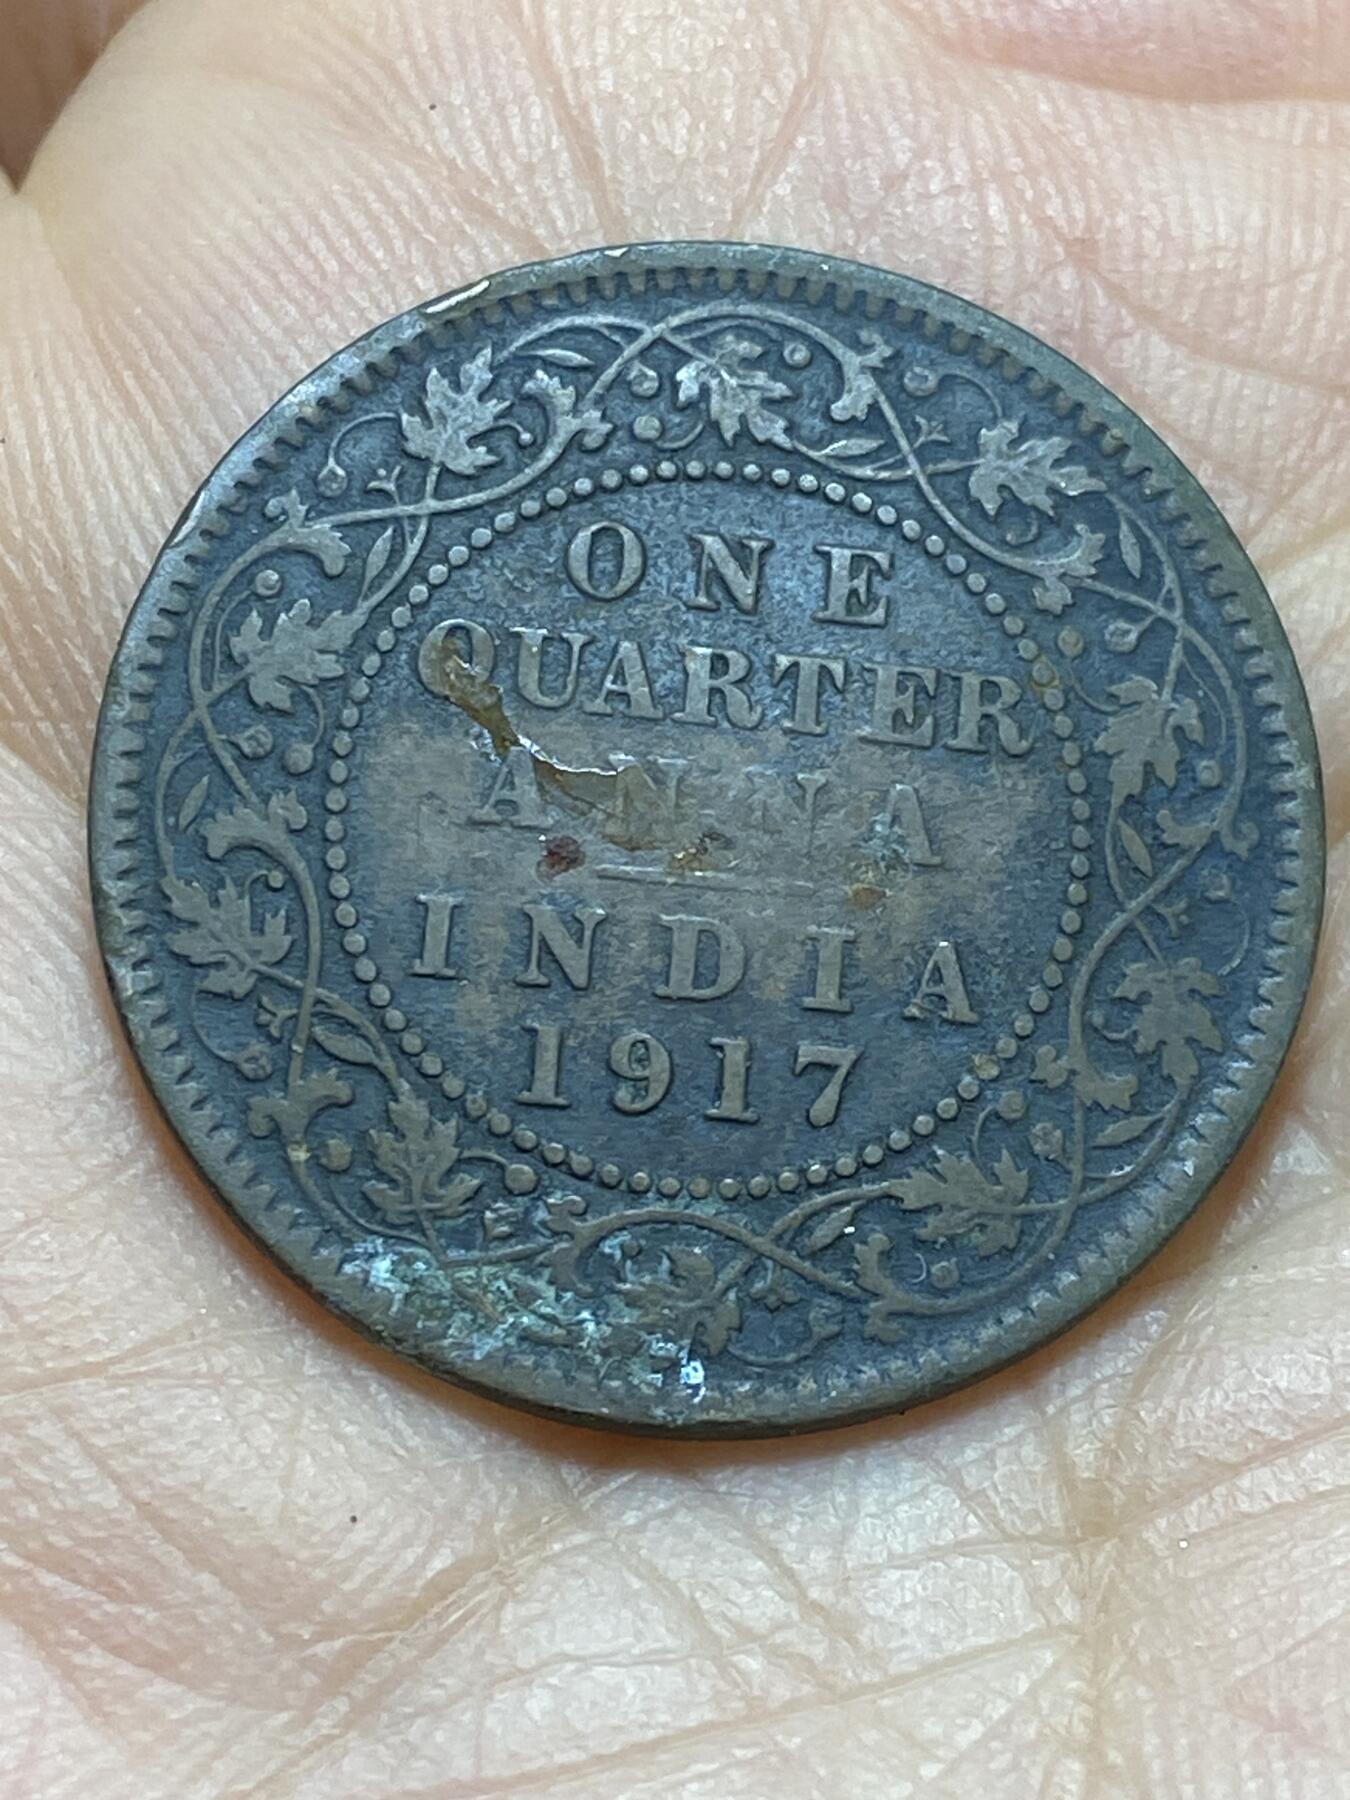 ONE
QUARTER
ANNA
INDIA
1917